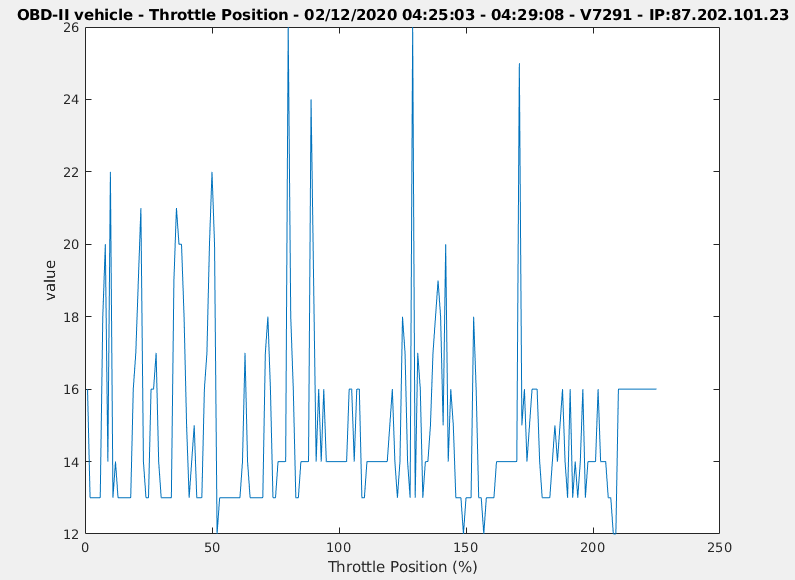 OBD-II vehicle - Throttle Position - 02/12/2020 04:25:03 - 04:29:08 - V7291 - IP:87.202.101.23
26
24
22
20
18
16
14
12
value
0 50 100 150 200 250
Throttle Position (%)